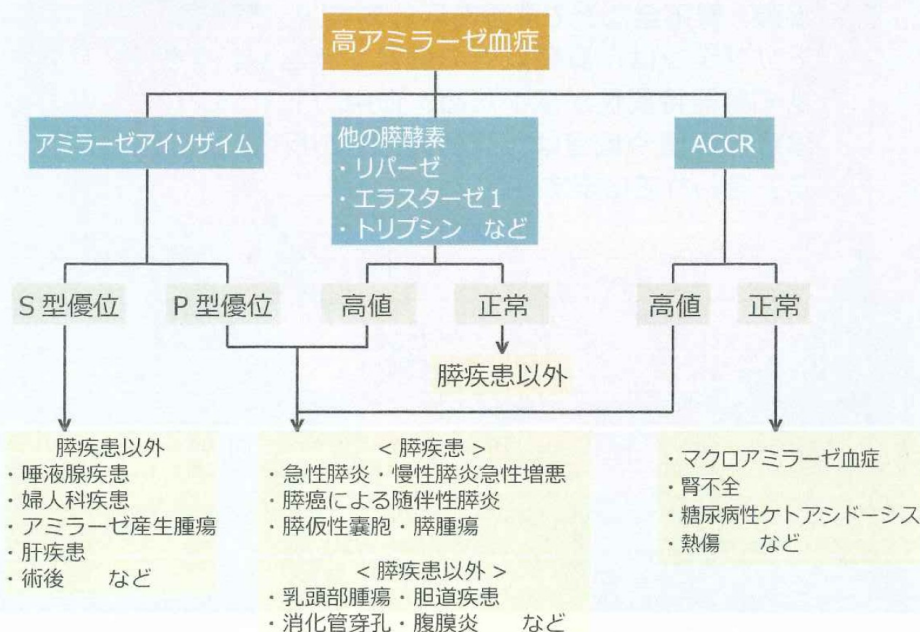 高アミラーゼ血症
アミラーゼアイソザイム
他の膵酵素
・リパーゼ
・エラスターゼ1
・トリプシン など
ACCR
S型優位
P型優位
高値
正常
高値
正常
膵疾患以外
膵疾患以外
・唾液腺疾患
・婦人科疾患
・アミラーゼ産生腫瘍
・肝疾患
・術後 など
<膵疾患>
・急性膵炎・慢性膵炎急性増悪
・膵癌による随伴性膵炎
・膵仮性嚢胞・膵腫瘍
<膵疾患以外>
・乳頭部腫瘍・胆道疾患
・消化管穿孔・腹膜炎 など
・マクロアミラーゼ血症
・腎不全
・糖尿病性ケトアシドーシス
・熱傷 など